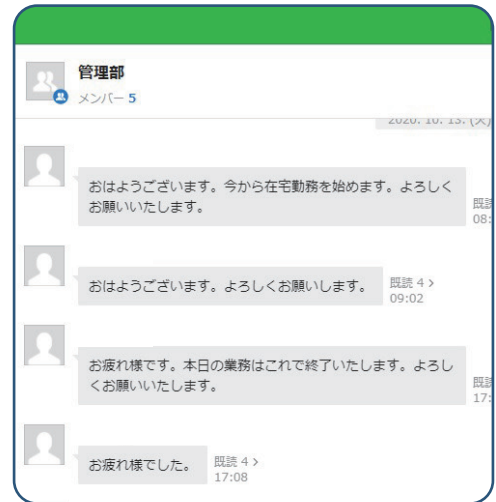 管理部
メンバー 5
2020. 10. 13. (火)
おはようございます。今から在宅勤務を始めます。よろしく
お願いいたします。
既読
08:
おはようございます。よろしくお願いします。
既読 4 >
09:02
お疲れ様です。本日の業務はこれで終了いたします。よろし
くお願いいたします。
既読
17:
お疲れ様でした。
既読 4 >
17:08